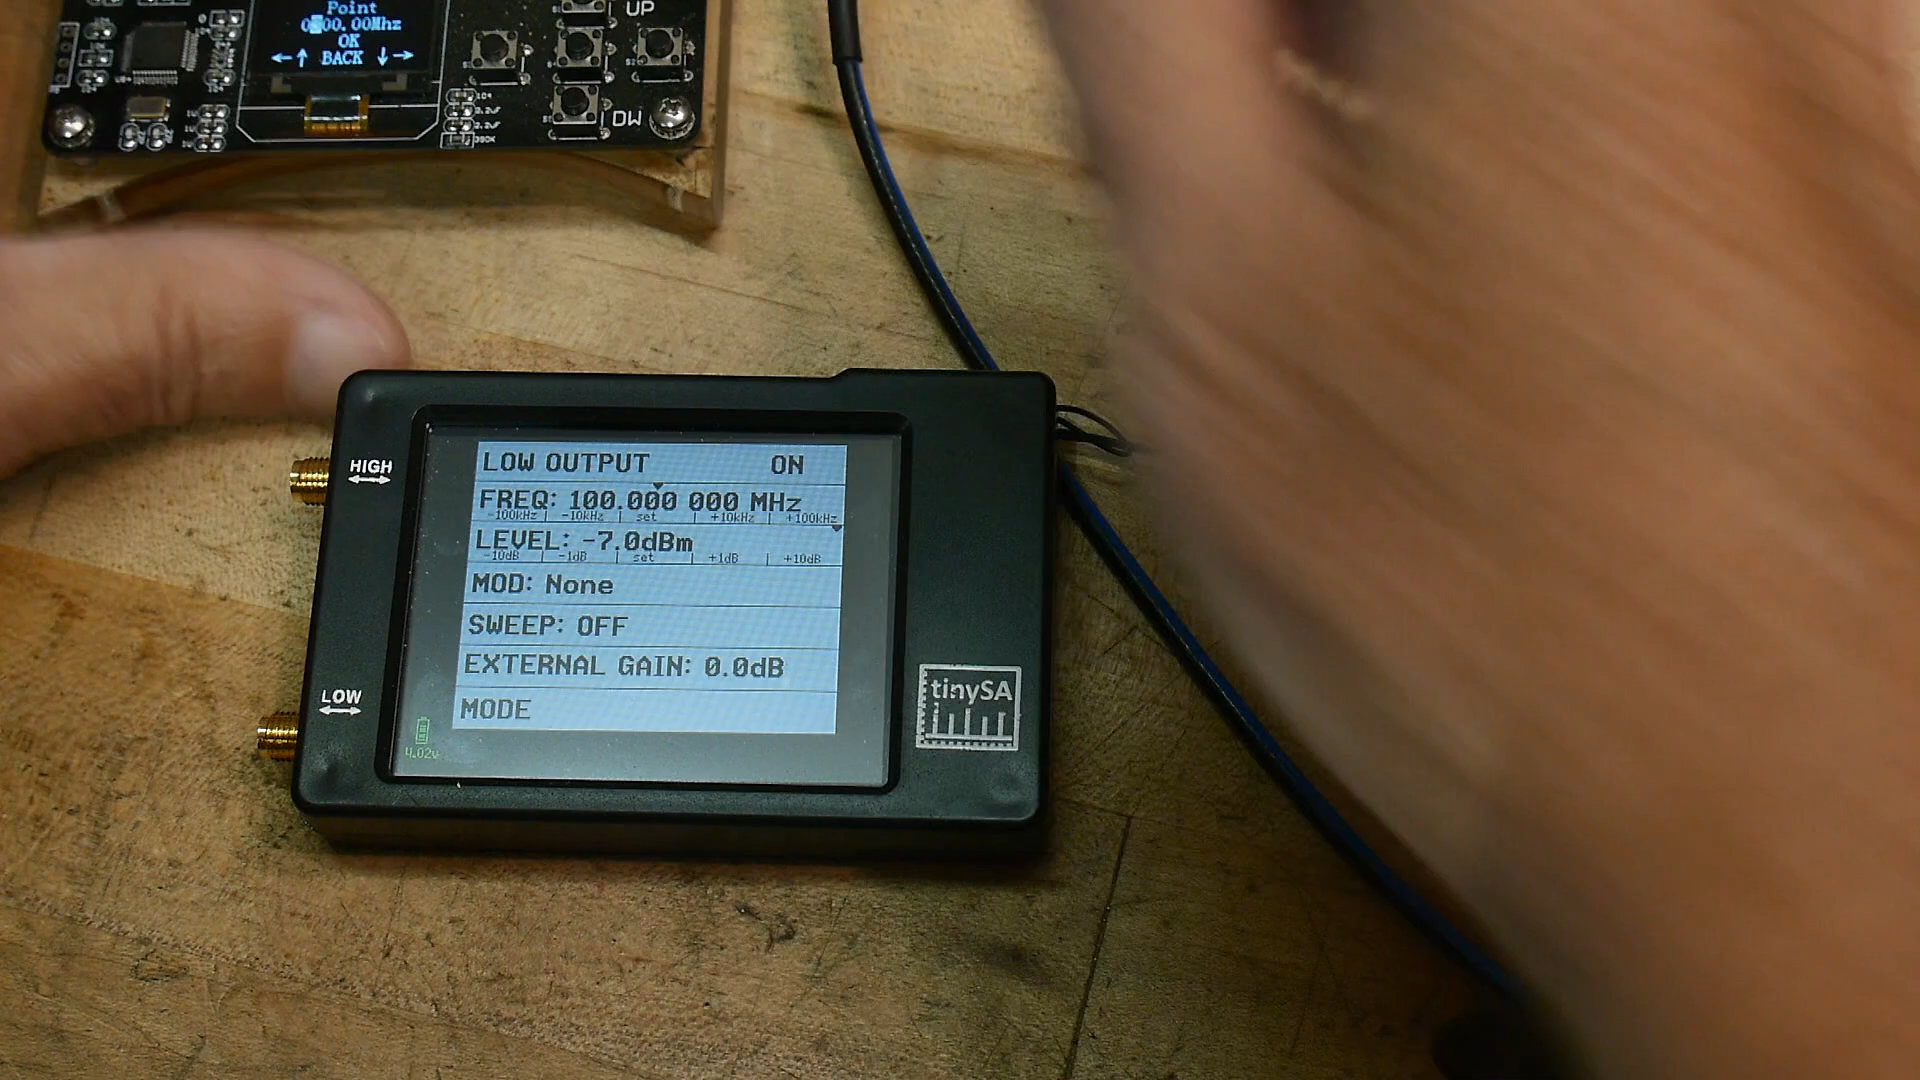 Point
00.00Mhz
OK
←↑ BACK ↓→
UP
DW
HIGH
LOW
LOW OUTPUT ON
FREQ: 100.000 000 MHz
-100kHz -10kHz set +10kHz +100kHz
LEVEL: -7.0dBm
-10dB -1dB set +1dB +10dB
MOD: None
SWEEP: OFF
EXTERNAL GAIN: 0.0dB
MODE
4.02v
tinySA